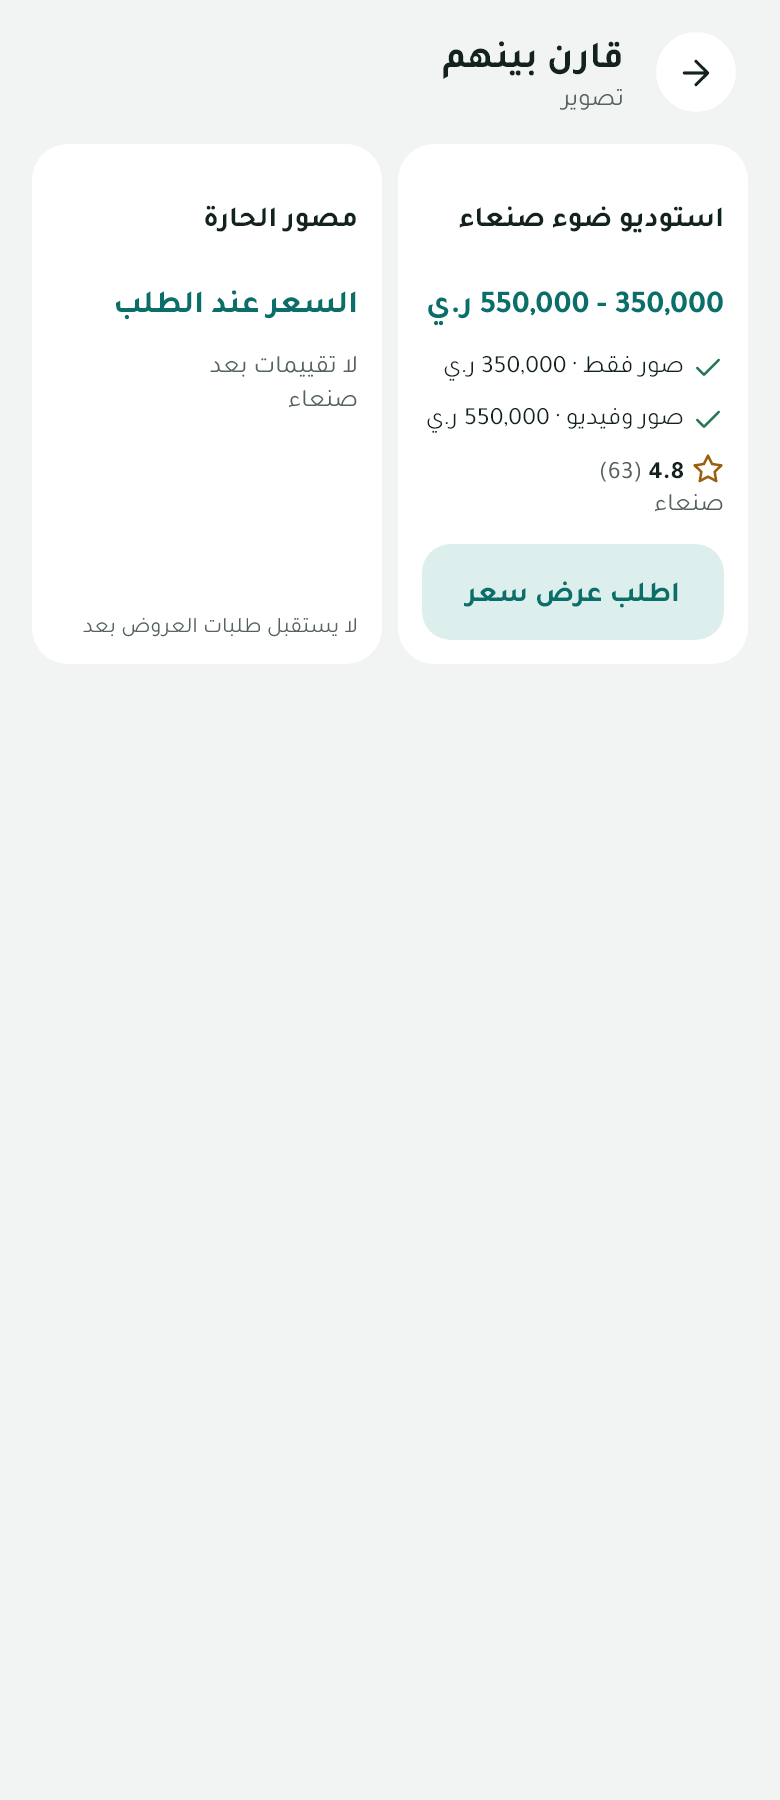 قارن بينهم
تصوير
استوديو ضوء صنعاء
350,000 - 550,000 ر.ي
صور فقط · 350,000 ر.ي
صور وفيديو · 550,000 ر.ي
4.8 (63)
صنعاء
اطلب عرض سعر
مصور الحارة
السعر عند الطلب
لا تقييمات بعد
صنعاء
لا يستقبل طلبات العروض بعد